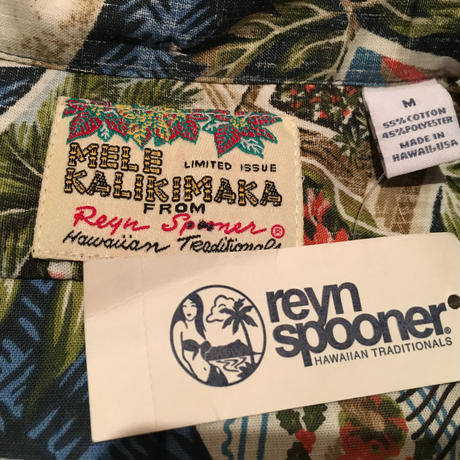 MELE
LIMITED ISSUE
KALIKIMAKA
FROM
Reyn Spooner®
Hawaiian Traditionals
M
55% COTTON
45% POLYESTER
MADE IN
HAWAII, USA
reyn
spooner®
HAWAIIAN TRADITIONALS